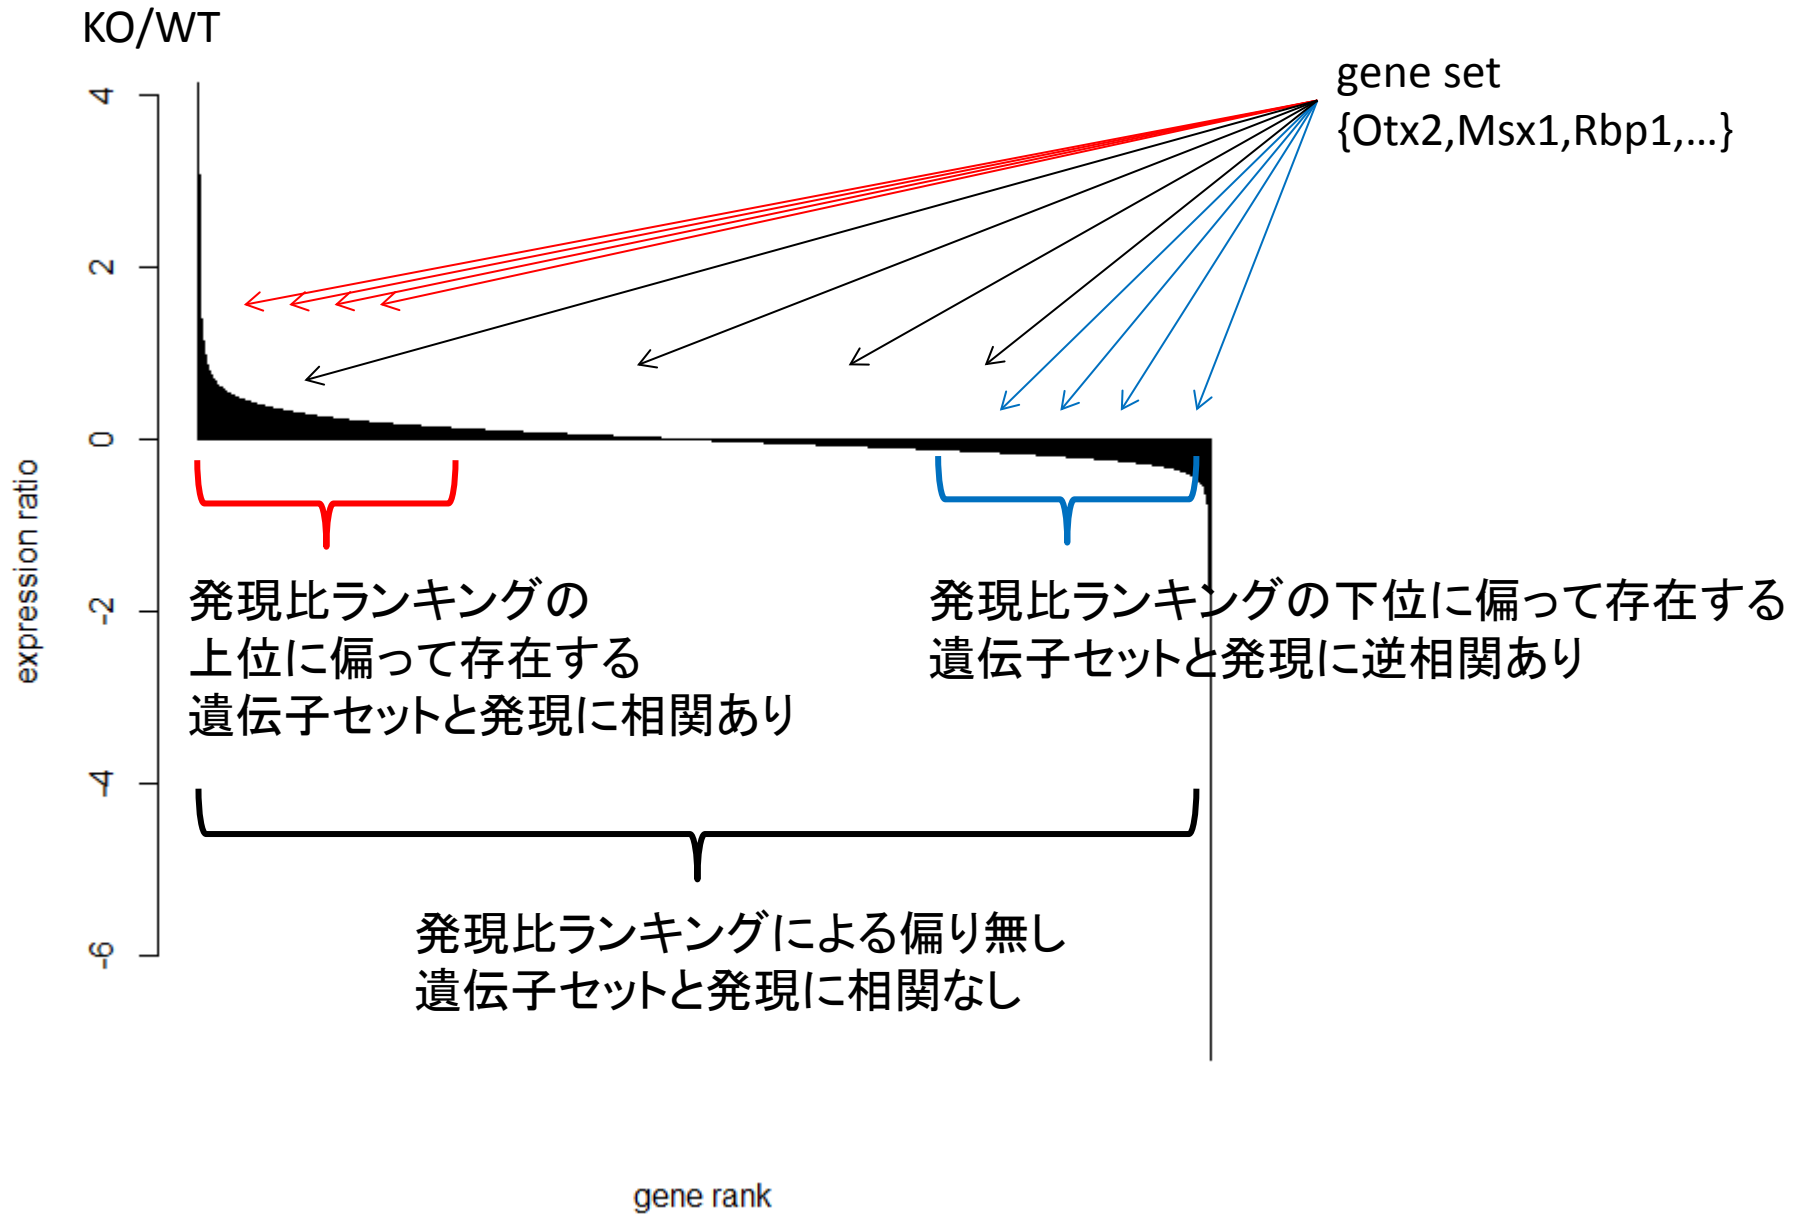 KO/WT
gene set
{Otx2,Msx1,Rbp1,...}
4
2
0
-2
-4
-6
expression ratio
発現比ランキングの
上位に偏って存在する
遺伝子セットと発現に相関あり
発現比ランキングの下位に偏って存在する
遺伝子セットと発現に逆相関あり
発現比ランキングによる偏り無し
遺伝子セットと発現に相関なし
gene rank